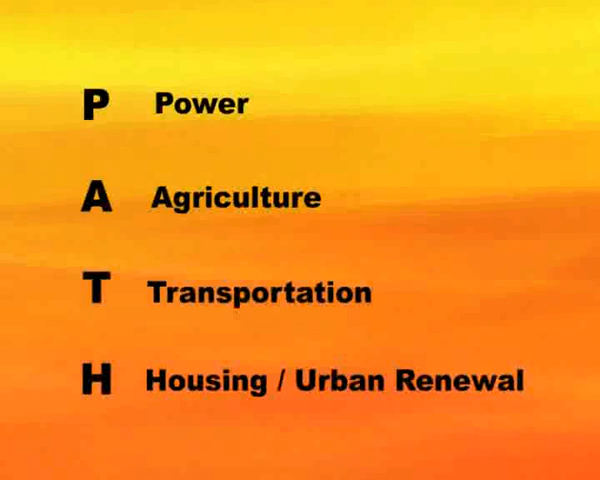 P Power
A Agriculture
T Transportation
H Housing / Urban Renewal